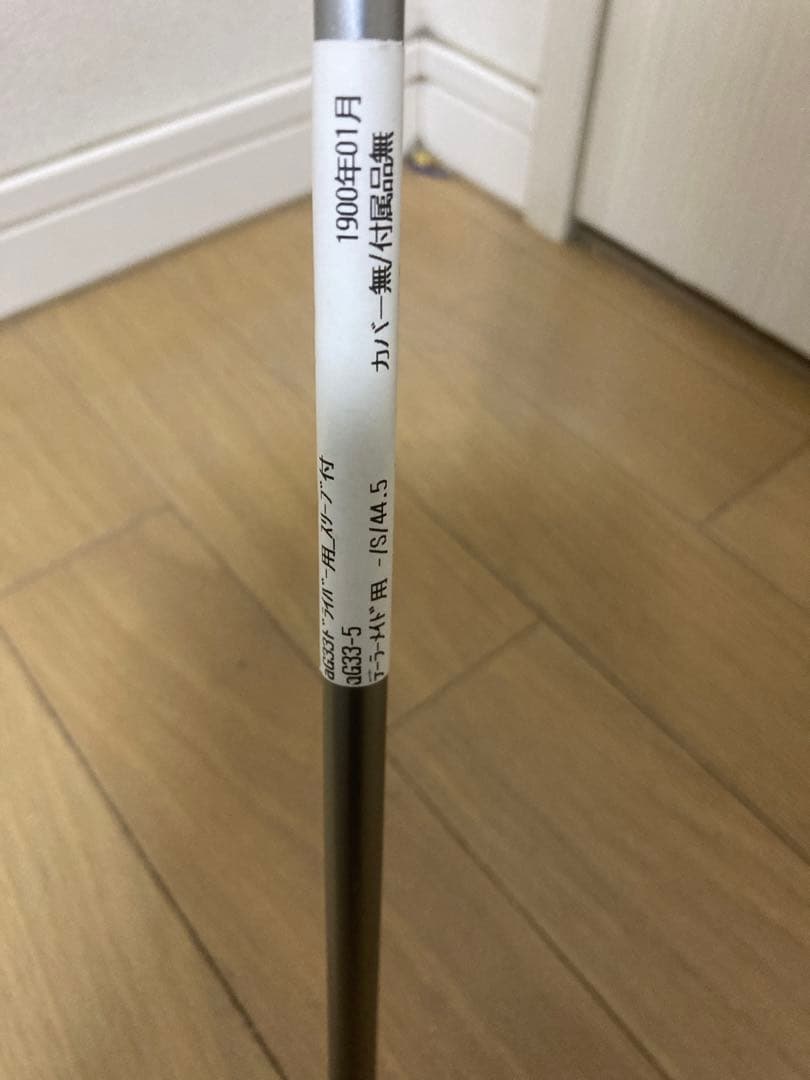 aG33ﾄﾞﾗｲﾊﾞｰ用_ｽﾘｰﾌﾞ付
aG33-5
ﾃｰﾗｰﾒｲﾄﾞ用 -/S/44.5
1900年01月
カバー無/付属品無